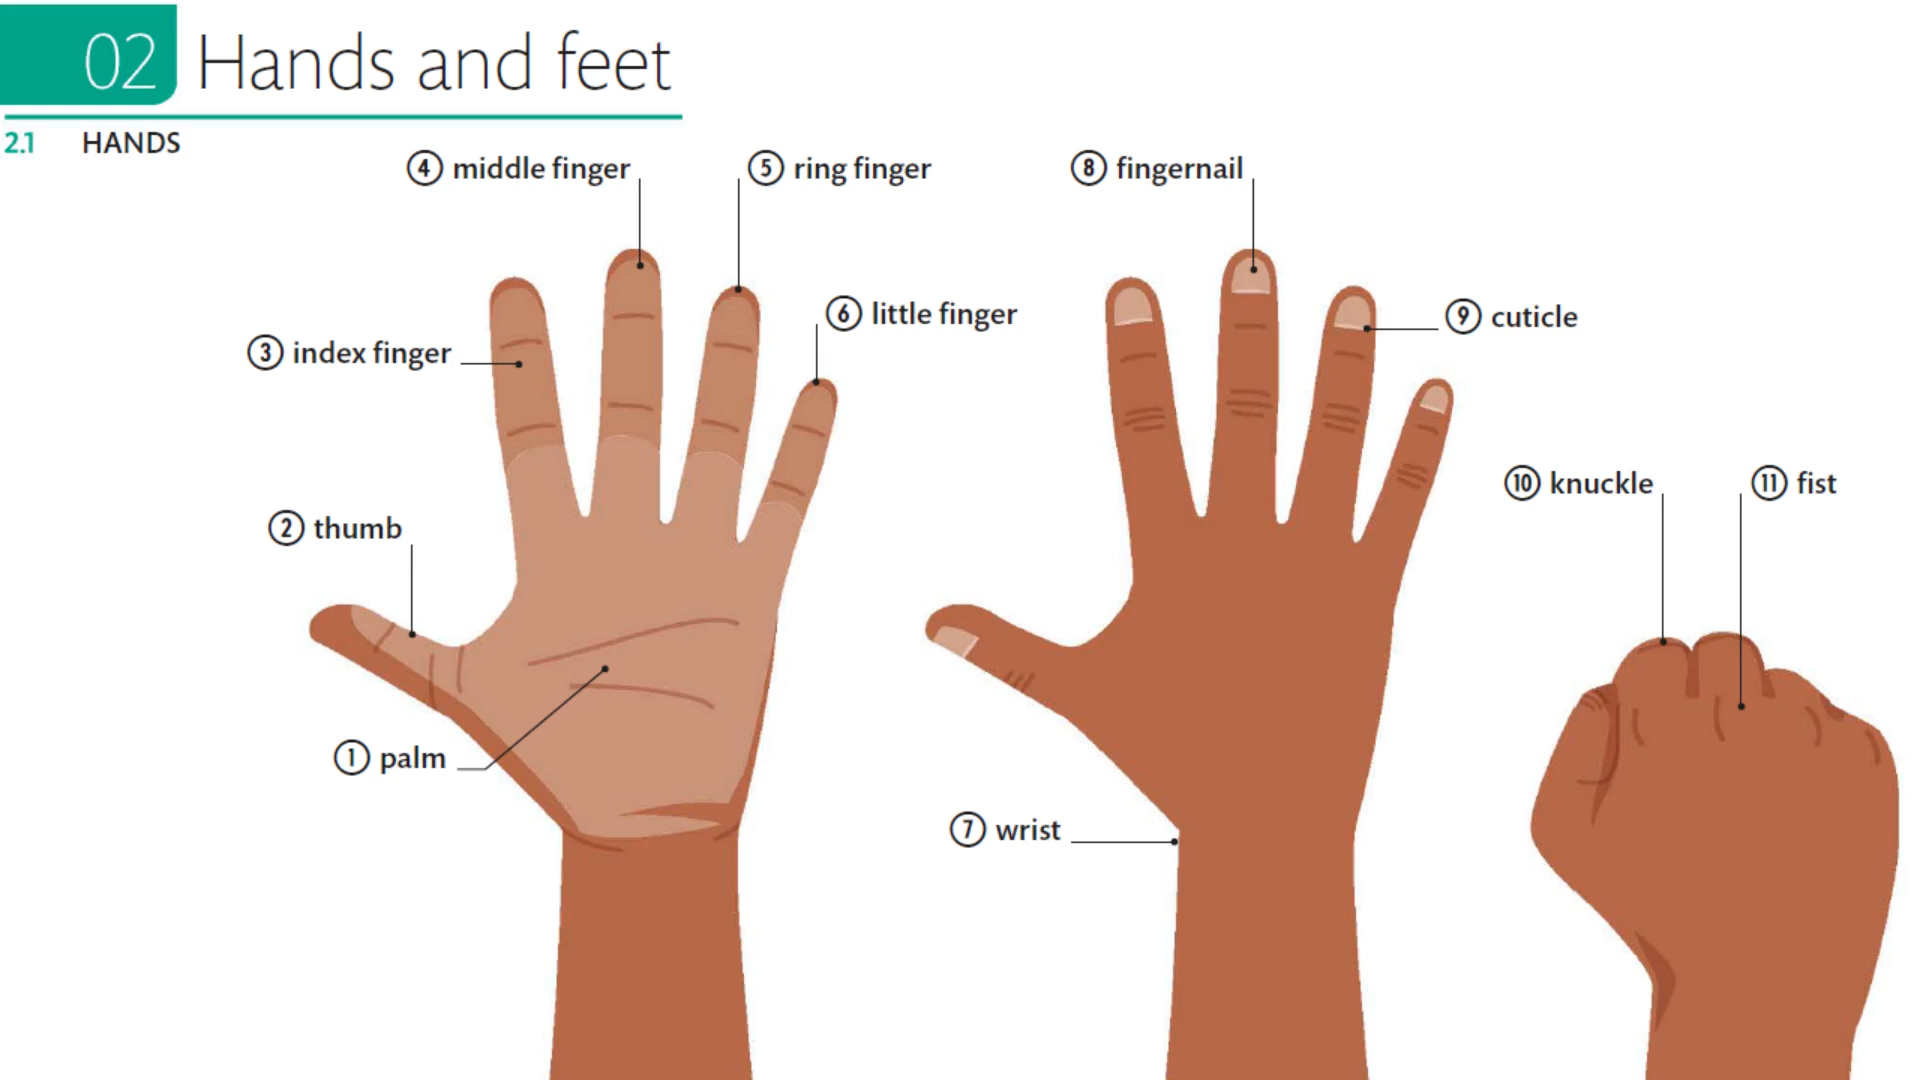 02 Hands and feet
2.1 HANDS
4 middle finger
5 ring finger
8 fingernail
6 little finger
9 cuticle
3 index finger
10 knuckle
11 fist
2 thumb
1 palm
7 wrist